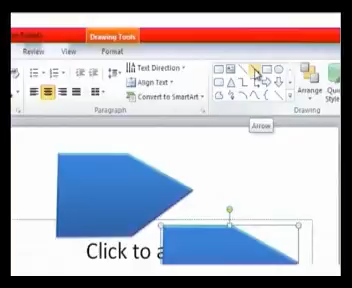 Drawing Tools
Review View Format
Text Direction
Align Text
Convert to SmartArt
Arrange
Paragraph
Drawing
Arrow
Click to a